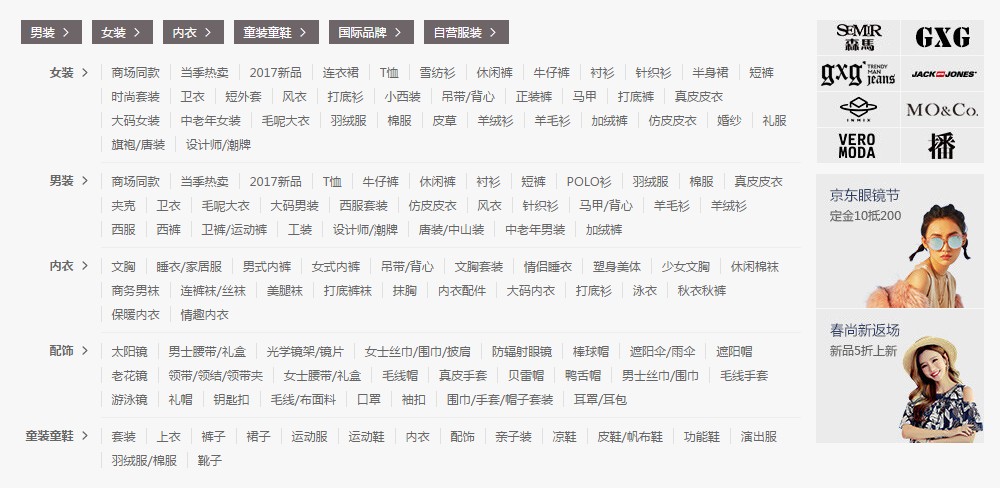 男装 > 女装 > 内衣 > 童装童鞋 > 国际品牌 > 自营服装 >
女装 > 商场同款 当季热卖 2017新品 连衣裙 T恤 雪纺衫 休闲裤 牛仔裤 衬衫 针织衫 半身裙 短裤
时尚套装 卫衣 短外套 风衣 打底衫 小西装 吊带/背心 正装裤 马甲 打底裤 真皮皮衣
大码女装 中老年女装 毛呢大衣 羽绒服 棉服 皮草 羊绒衫 羊毛衫 加绒裤 仿皮皮衣 婚纱 礼服
旗袍/唐装 设计师/潮牌
男装 > 商场同款 当季热卖 2017新品 T恤 牛仔裤 休闲裤 衬衫 短裤 POLO衫 羽绒服 棉服 真皮皮衣
夹克 卫衣 毛呢大衣 大码男装 西服套装 仿皮皮衣 风衣 针织衫 马甲/背心 羊毛衫 羊绒衫
西服 西裤 卫裤/运动裤 工装 设计师/潮牌 唐装/中山装 中老年男装 加绒裤
内衣 > 文胸 睡衣/家居服 男式内裤 女式内裤 吊带/背心 文胸套装 情侣睡衣 塑身美体 少女文胸 休闲棉袜
商务男袜 连裤袜/丝袜 美腿袜 打底裤袜 抹胸 内衣配件 大码内衣 打底衫 泳衣 秋衣秋裤
保暖内衣 情趣内衣
配饰 > 太阳镜 男士腰带/礼盒 光学镜架/镜片 女士丝巾/围巾/披肩 防辐射眼镜 棒球帽 遮阳伞/雨伞 遮阳帽
老花镜 领带/领结/领带夹 女士腰带/礼盒 毛线帽 真皮手套 贝雷帽 鸭舌帽 男士丝巾/围巾 毛线手套
游泳镜 礼帽 钥匙扣 毛线/布面料 口罩 袖扣 围巾/手套/帽子套装 耳罩/耳包
童装童鞋 > 套装 上衣 裤子 裙子 运动服 运动鞋 内衣 配饰 亲子装 凉鞋 皮鞋/帆布鞋 功能鞋 演出服
羽绒服/棉服 靴子
SEMIR
森馬
GXG
gxg TRENDY
MAN
jeans
JACK JONES
INMIX
MO&Co.
VERO
MODA
播
京东眼镜节
定金10抵200
春尚新返场
新品5折上新